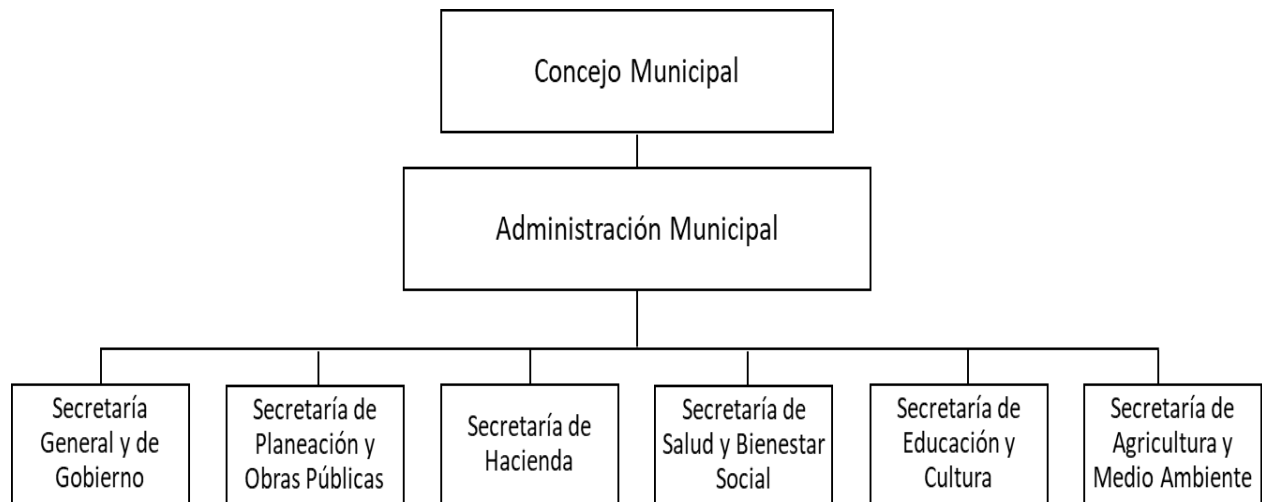 Concejo Municipal
Administración Municipal
Secretaría
General y de
Gobierno
Secretaría de
Planeación y
Obras Públicas
Secretaría de
Hacienda
Secretaría de
Salud y Bienestar
Social
Secretaría de
Educación y
Cultura
Secretaría de
Agricultura y
Medio Ambiente